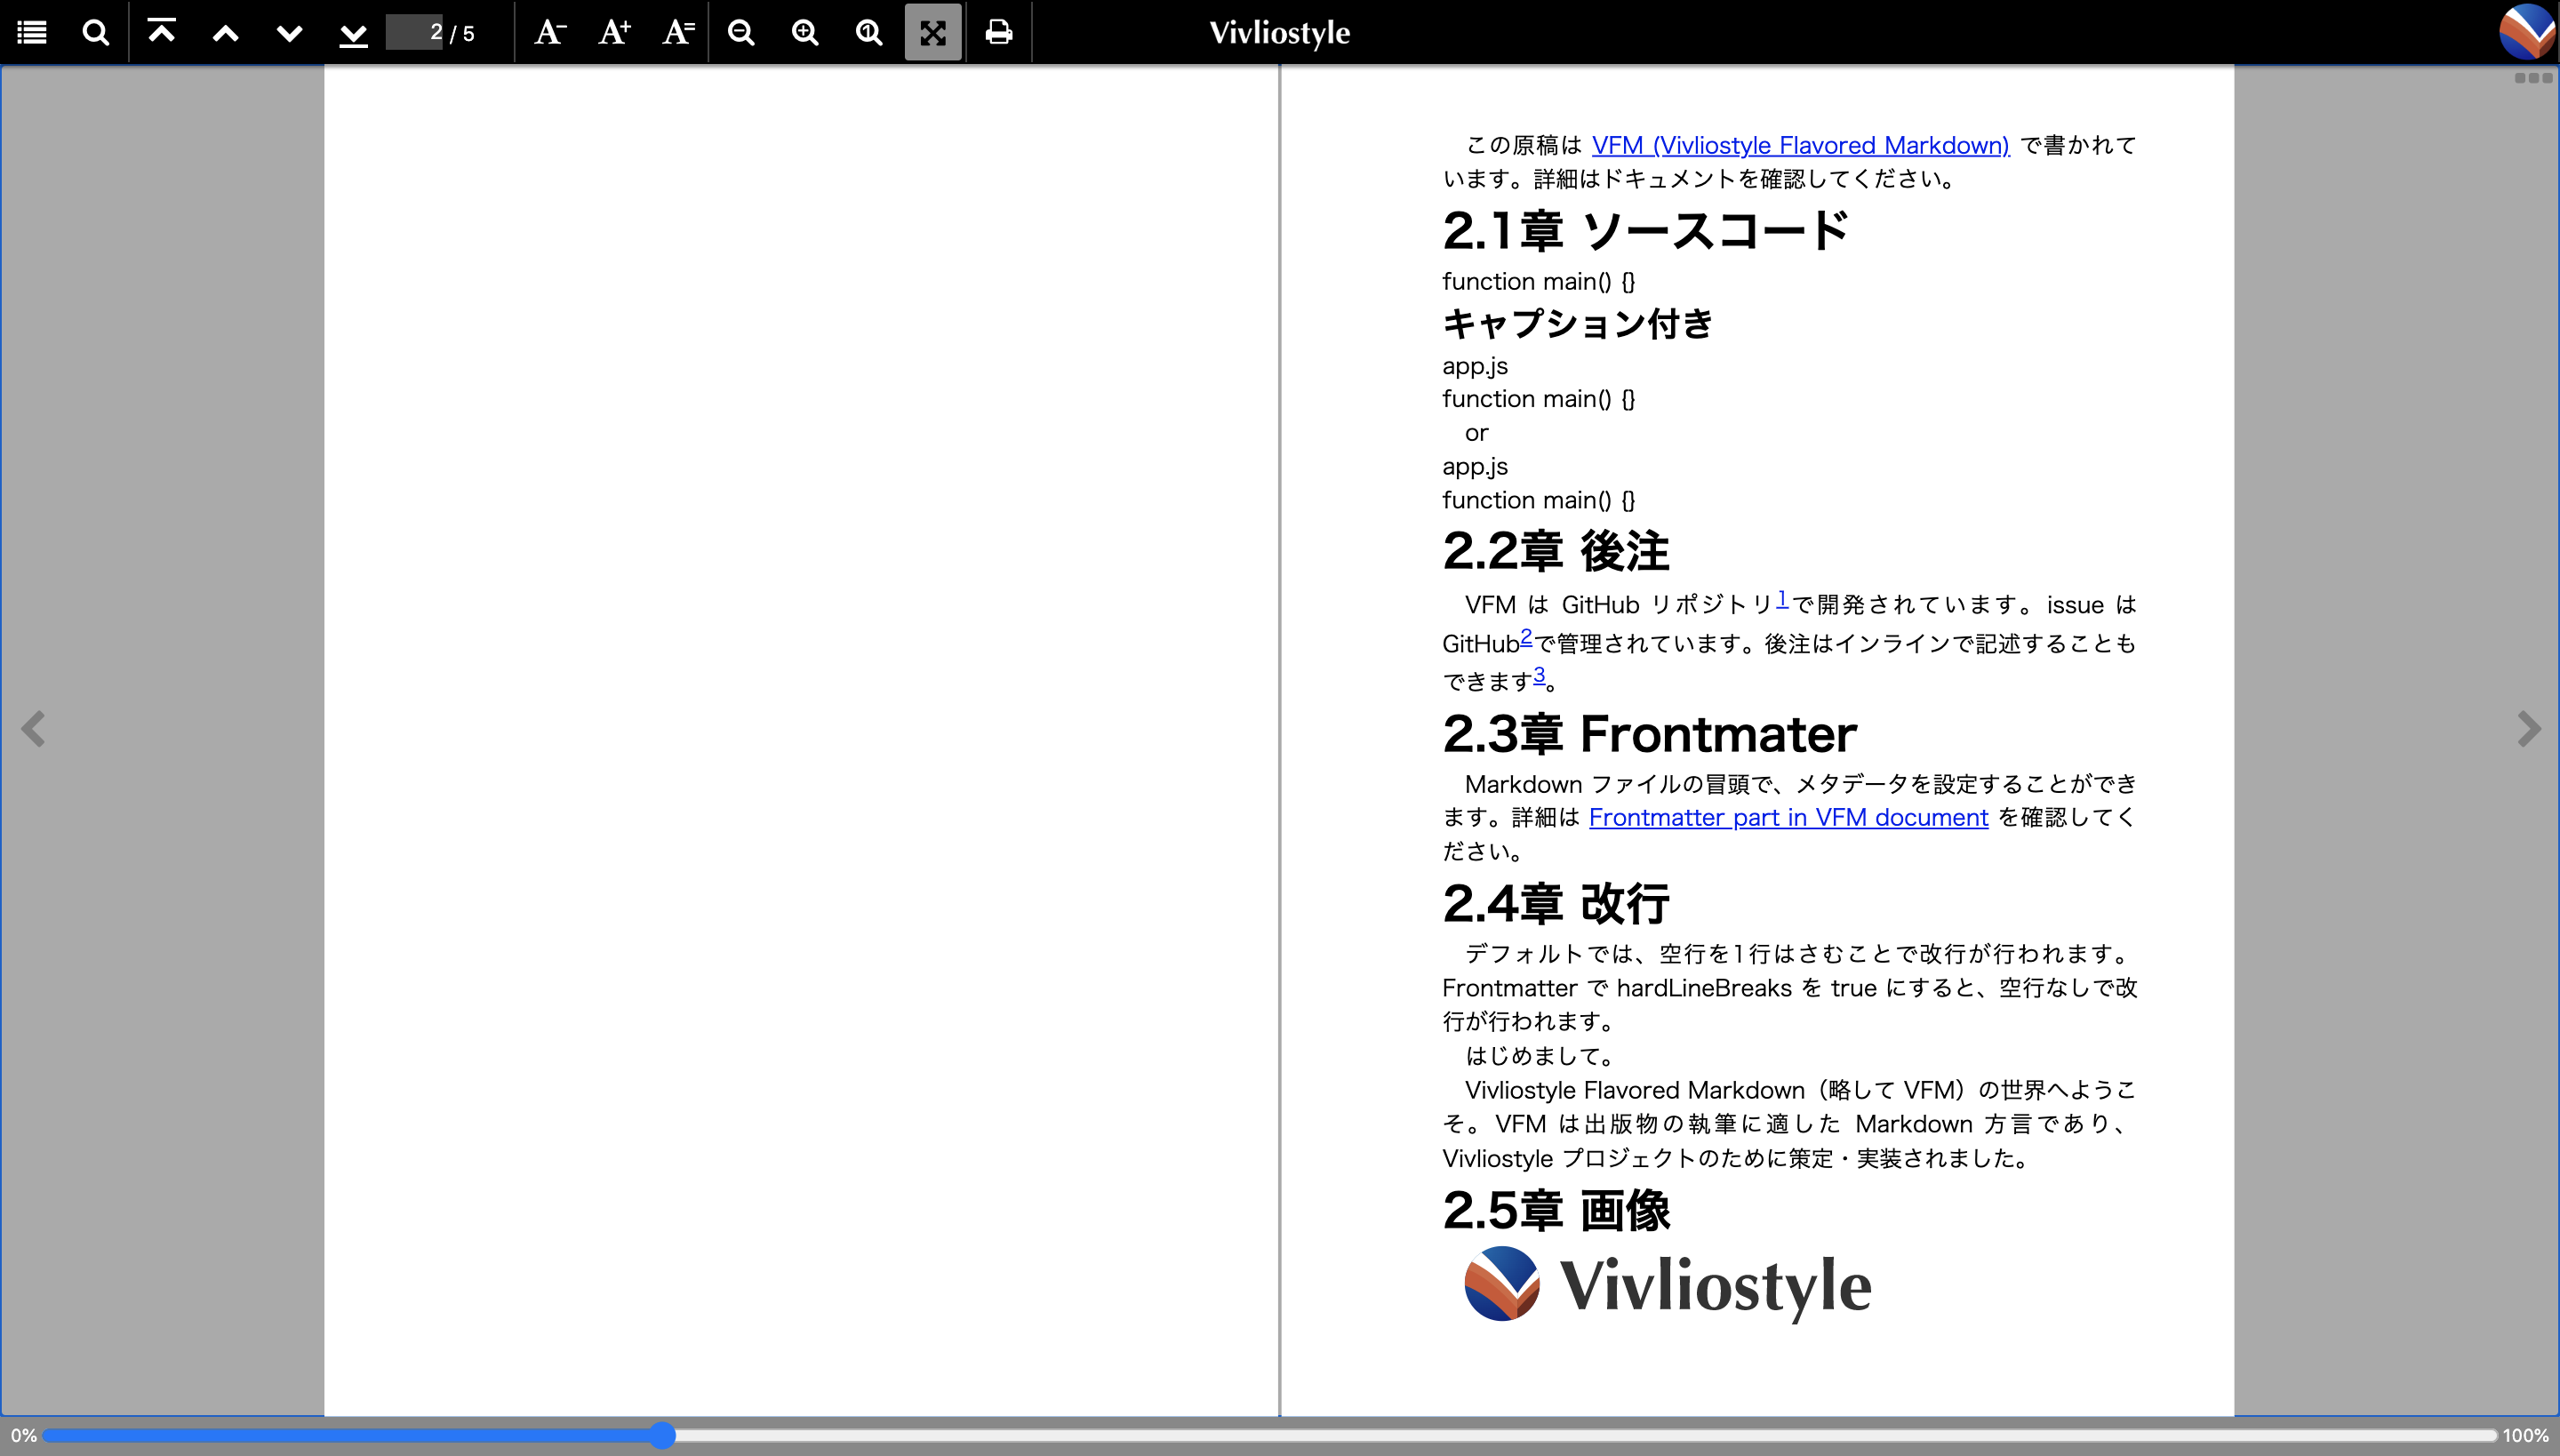 2 / 5
A-
A+
A=
1
Vivliostyle
この原稿は VFM (Vivliostyle Flavored Markdown) で書かれて
います。詳細はドキュメントを確認してください。
2.1章 ソースコード
function main() {}
キャプション付き
app.js
function main() {}
or
app.js
function main() {}
2.2章 後注
VFM は GitHub リポジトリ1で開発されています。issue は
GitHub2で管理されています。後注はインラインで記述することも
できます3。
2.3章 Frontmater
Markdown ファイルの冒頭で、メタデータを設定することができ
ます。詳細は Frontmatter part in VFM document を確認してく
ださい。
2.4章 改行
デフォルトでは、空行を1行はさむことで改行が行われます。
Frontmatter で hardLineBreaks を true にすると、空行なしで改
行が行われます。
はじめまして。
Vivliostyle Flavored Markdown（略して VFM）の世界へようこ
そ。VFM は出版物の執筆に適した Markdown 方言であり、
Vivliostyle プロジェクトのために策定・実装されました。
2.5章 画像
Vivliostyle
0%
100%